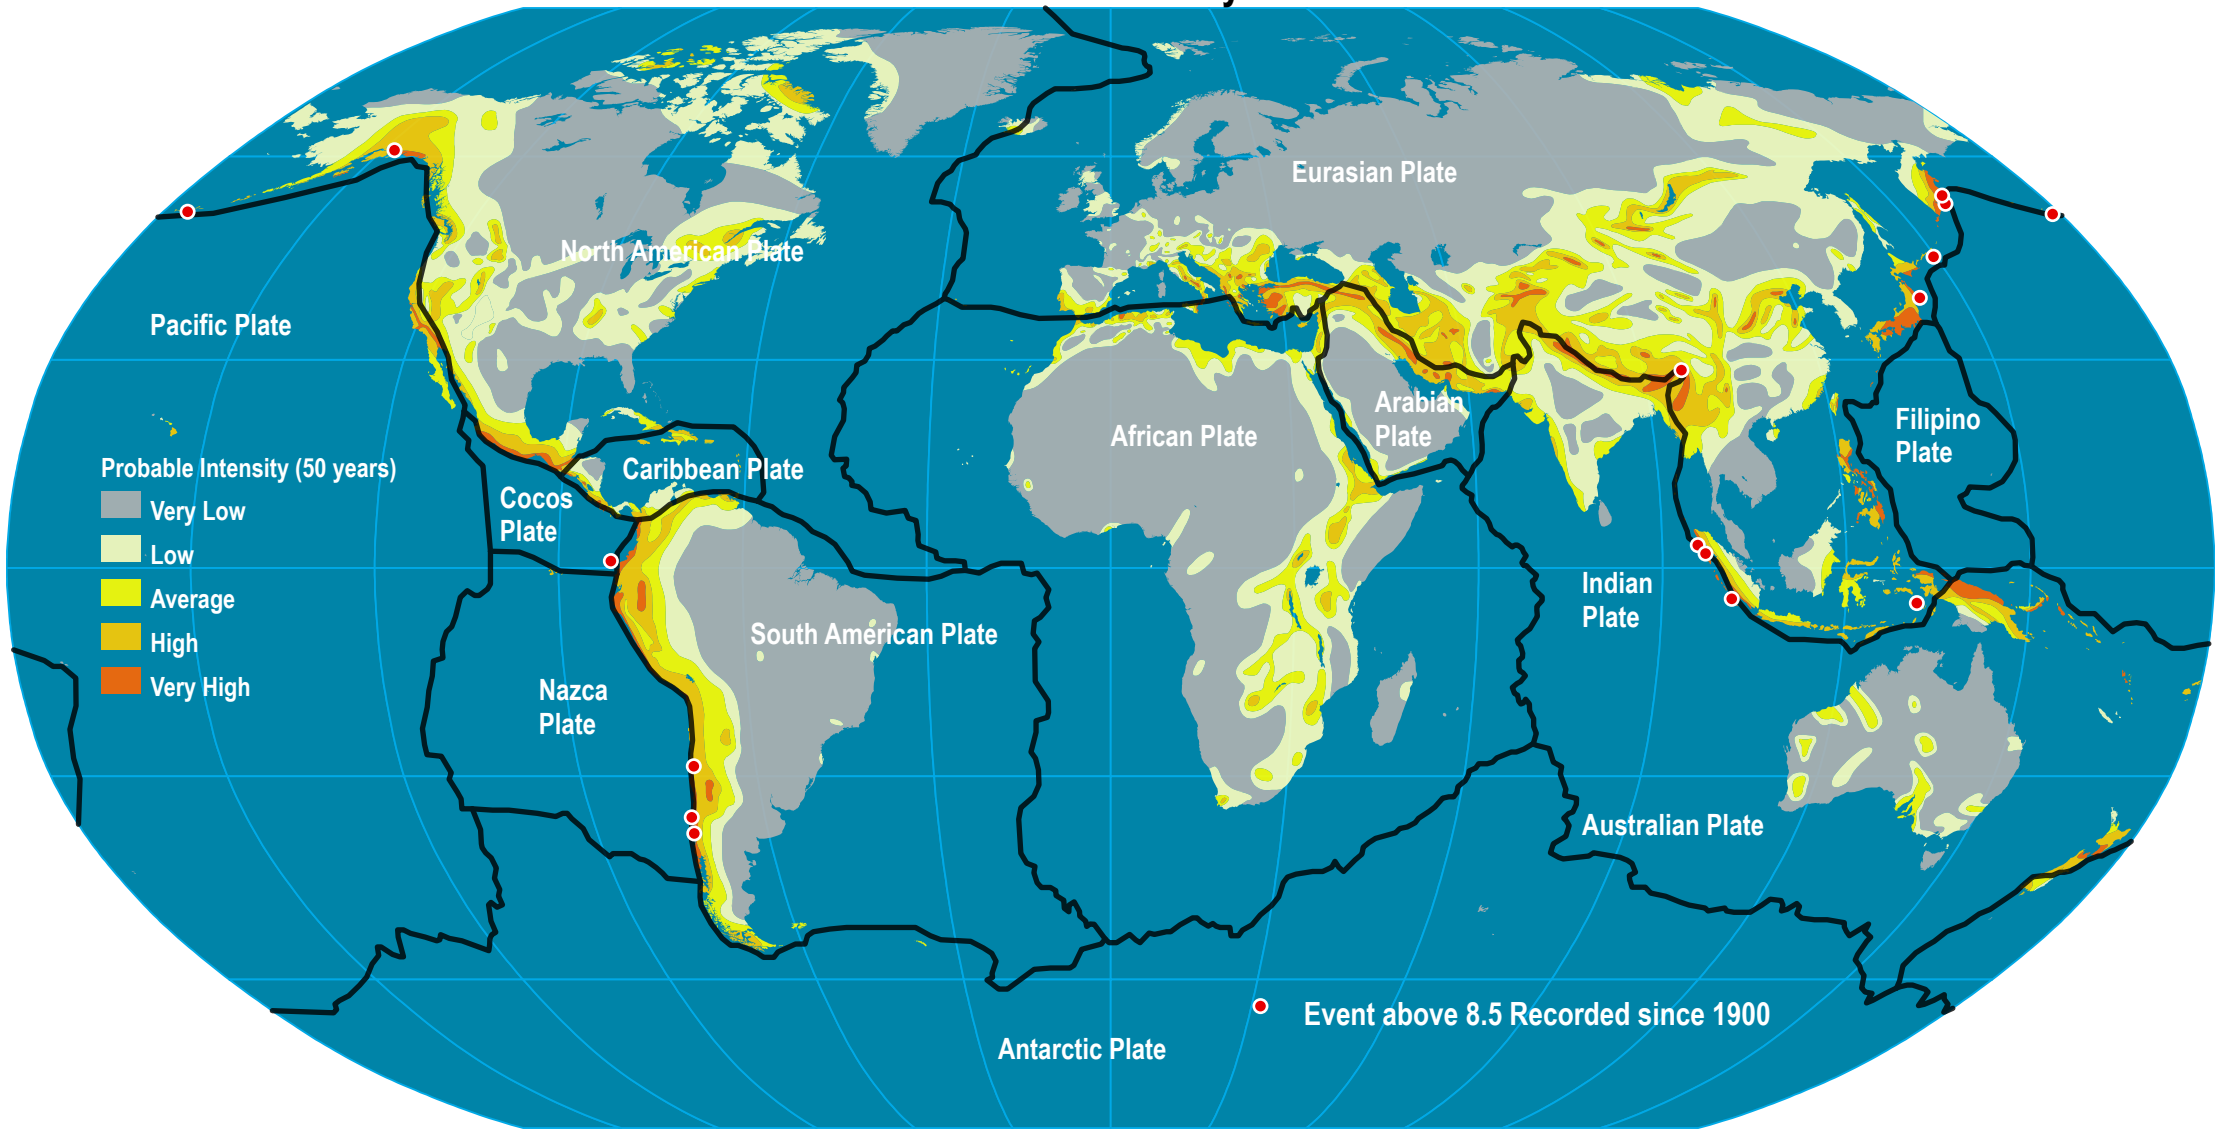 Eurasian Plate
North American Plate
Pacific Plate
Arabian
Plate
African Plate
Filipino
Plate
Probable Intensity (50 years)
Very Low
Low
Average
High
Very High
Caribbean Plate
Cocos
Plate
Indian
Plate
South American Plate
Nazca
Plate
Australian Plate
Event above 8.5 Recorded since 1900
Antarctic Plate